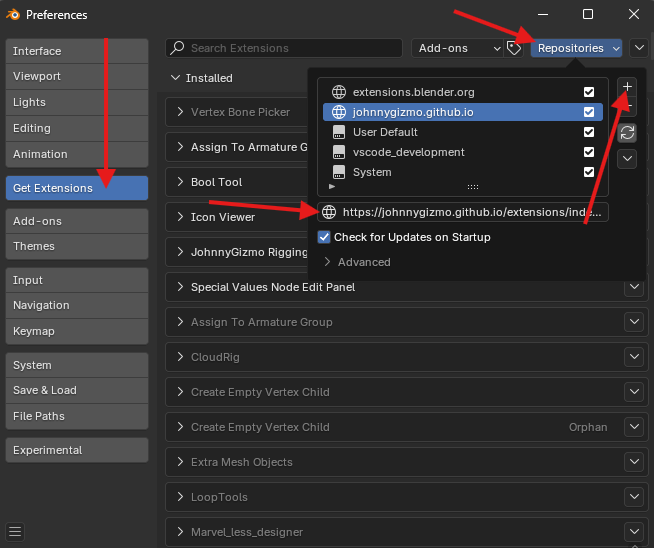 Preferences
Interface
Viewport
Lights
Editing
Animation
Get Extensions
Add-ons
Themes
Input
Navigation
Keymap
System
Save & Load
File Paths
Experimental
Search Extensions
Add-ons
Repositories
Installed
Vertex Bone Picker
Assign To Armature G
Bool Tool
Icon Viewer
JohnnyGizmo Rigging
Special Values Node Edit Panel
Assign To Armature Group
CloudRig
Create Empty Vertex Child
Create Empty Vertex Child Orphan
Extra Mesh Objects
LoopTools
Marvel_less_designer
extensions.blender.org
johnnygizmo.github.io
User Default
vscode_development
System
https://johnnygizmo.github.io/extensions/inde...
Check for Updates on Startup
Advanced